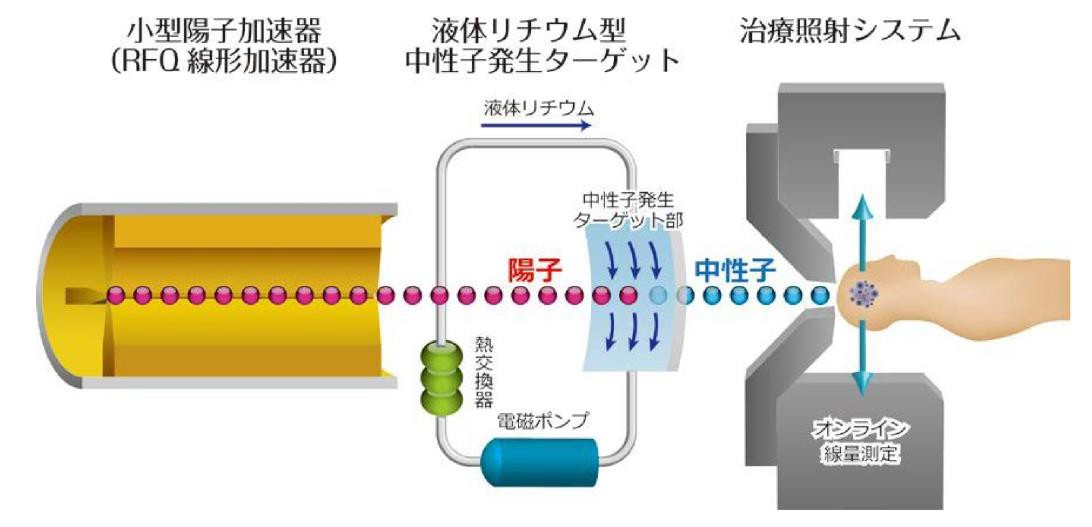 小型陽子加速器
（RFQ 線形加速器）
液体リチウム型
中性子発生ターゲット
治療照射システム
液体リチウム
中性子発生
ターゲット部
陽子
中性子
熱交換器
電磁ポンプ
オンライン
線量測定